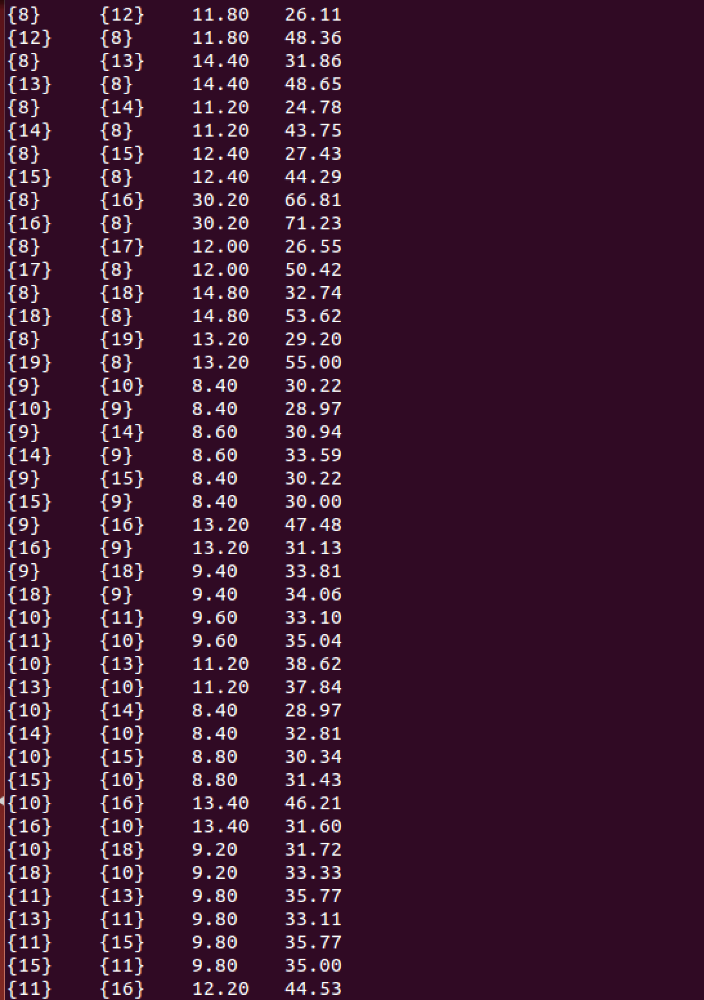 {8} {12} 11.80 26.11
{12} {8} 11.80 48.36
{8} {13} 14.40 31.86
{13} {8} 14.40 48.65
{8} {14} 11.20 24.78
{14} {8} 11.20 43.75
{8} {15} 12.40 27.43
{15} {8} 12.40 44.29
{8} {16} 30.20 66.81
{16} {8} 30.20 71.23
{8} {17} 12.00 26.55
{17} {8} 12.00 50.42
{8} {18} 14.80 32.74
{18} {8} 14.80 53.62
{8} {19} 13.20 29.20
{19} {8} 13.20 55.00
{9} {10} 8.40 30.22
{10} {9} 8.40 28.97
{9} {14} 8.60 30.94
{14} {9} 8.60 33.59
{9} {15} 8.40 30.22
{15} {9} 8.40 30.00
{9} {16} 13.20 47.48
{16} {9} 13.20 31.13
{9} {18} 9.40 33.81
{18} {9} 9.40 34.06
{10} {11} 9.60 33.10
{11} {10} 9.60 35.04
{10} {13} 11.20 38.62
{13} {10} 11.20 37.84
{10} {14} 8.40 28.97
{14} {10} 8.40 32.81
{10} {15} 8.80 30.34
{15} {10} 8.80 31.43
{10} {16} 13.40 46.21
{16} {10} 13.40 31.60
{10} {18} 9.20 31.72
{18} {10} 9.20 33.33
{11} {13} 9.80 35.77
{13} {11} 9.80 33.11
{11} {15} 9.80 35.77
{15} {11} 9.80 35.00
{11} {16} 12.20 44.53